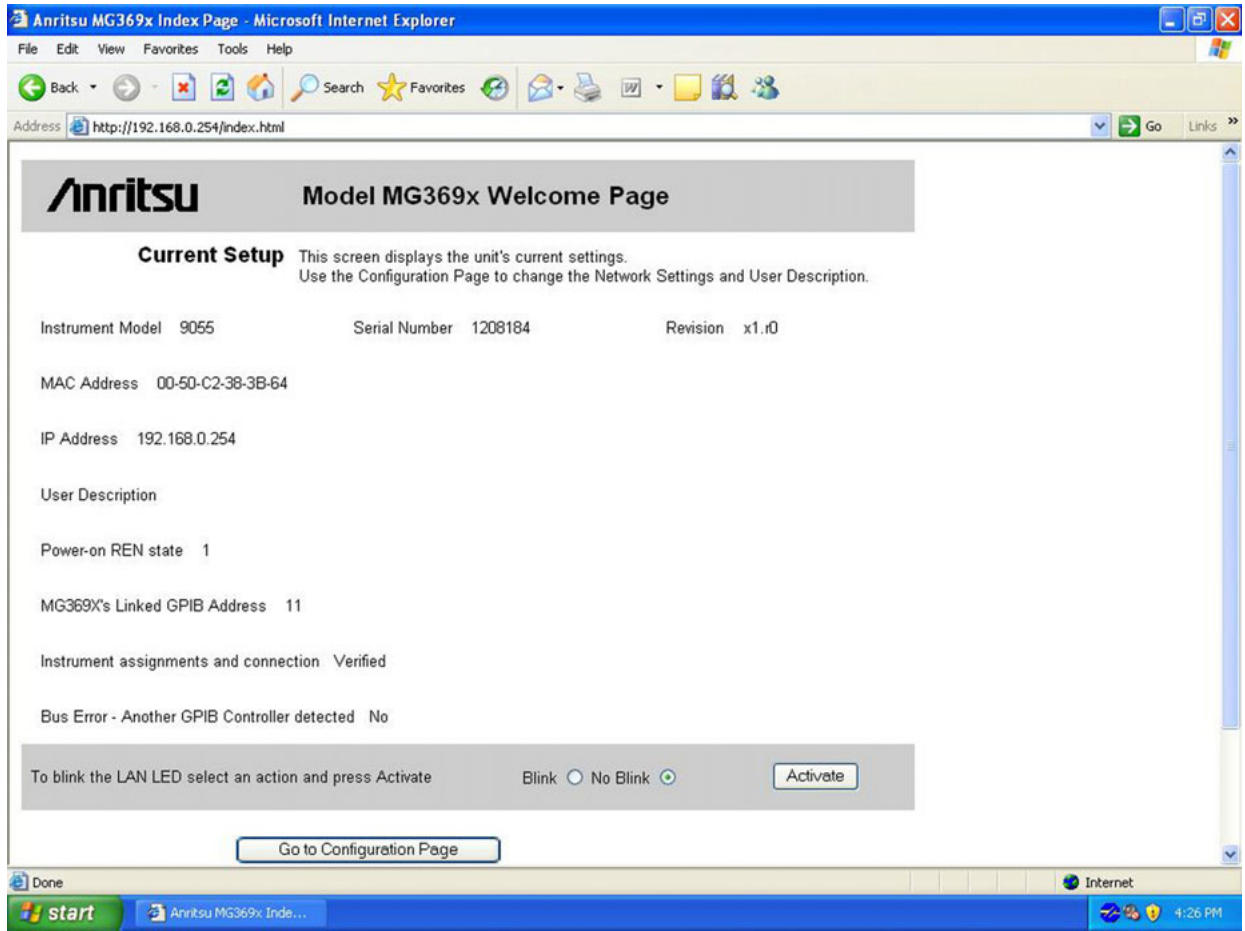 Anritsu MG369x Index Page - Microsoft Internet Explorer
File Edit View Favorites Tools Help
Back Search Favorites
Address http://192.168.0.254/index.html Go Links »
Anritsu Model MG369x Welcome Page
Current Setup This screen displays the unit's current settings.
Use the Configuration Page to change the Network Settings and User Description.
Instrument Model 9055 Serial Number 1208184 Revision x1.r0
MAC Address 00-50-C2-38-3B-64
IP Address 192.168.0.254
User Description
Power-on REN state 1
MG369X's Linked GPIB Address 11
Instrument assignments and connection Verified
Bus Error - Another GPIB Controller detected No
To blink the LAN LED select an action and press Activate Blink No Blink Activate
Go to Configuration Page
Done Internet
start Anritsu MG369x Inde... 4:26 PM